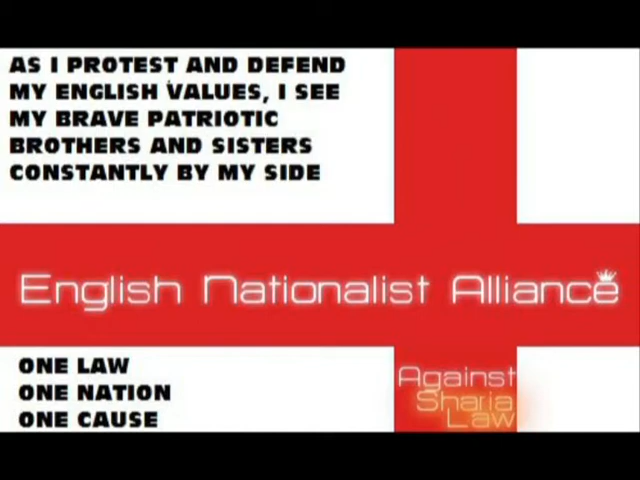 AS I PROTEST AND DEFEND
MY ENGLISH VALUES, I SEE
MY BRAVE PATRIOTIC
BROTHERS AND SISTERS
CONSTANTLY BY MY SIDE
English Nationalist Alliance
ONE LAW
ONE NATION
ONE CAUSE
Against
Sharia
Law